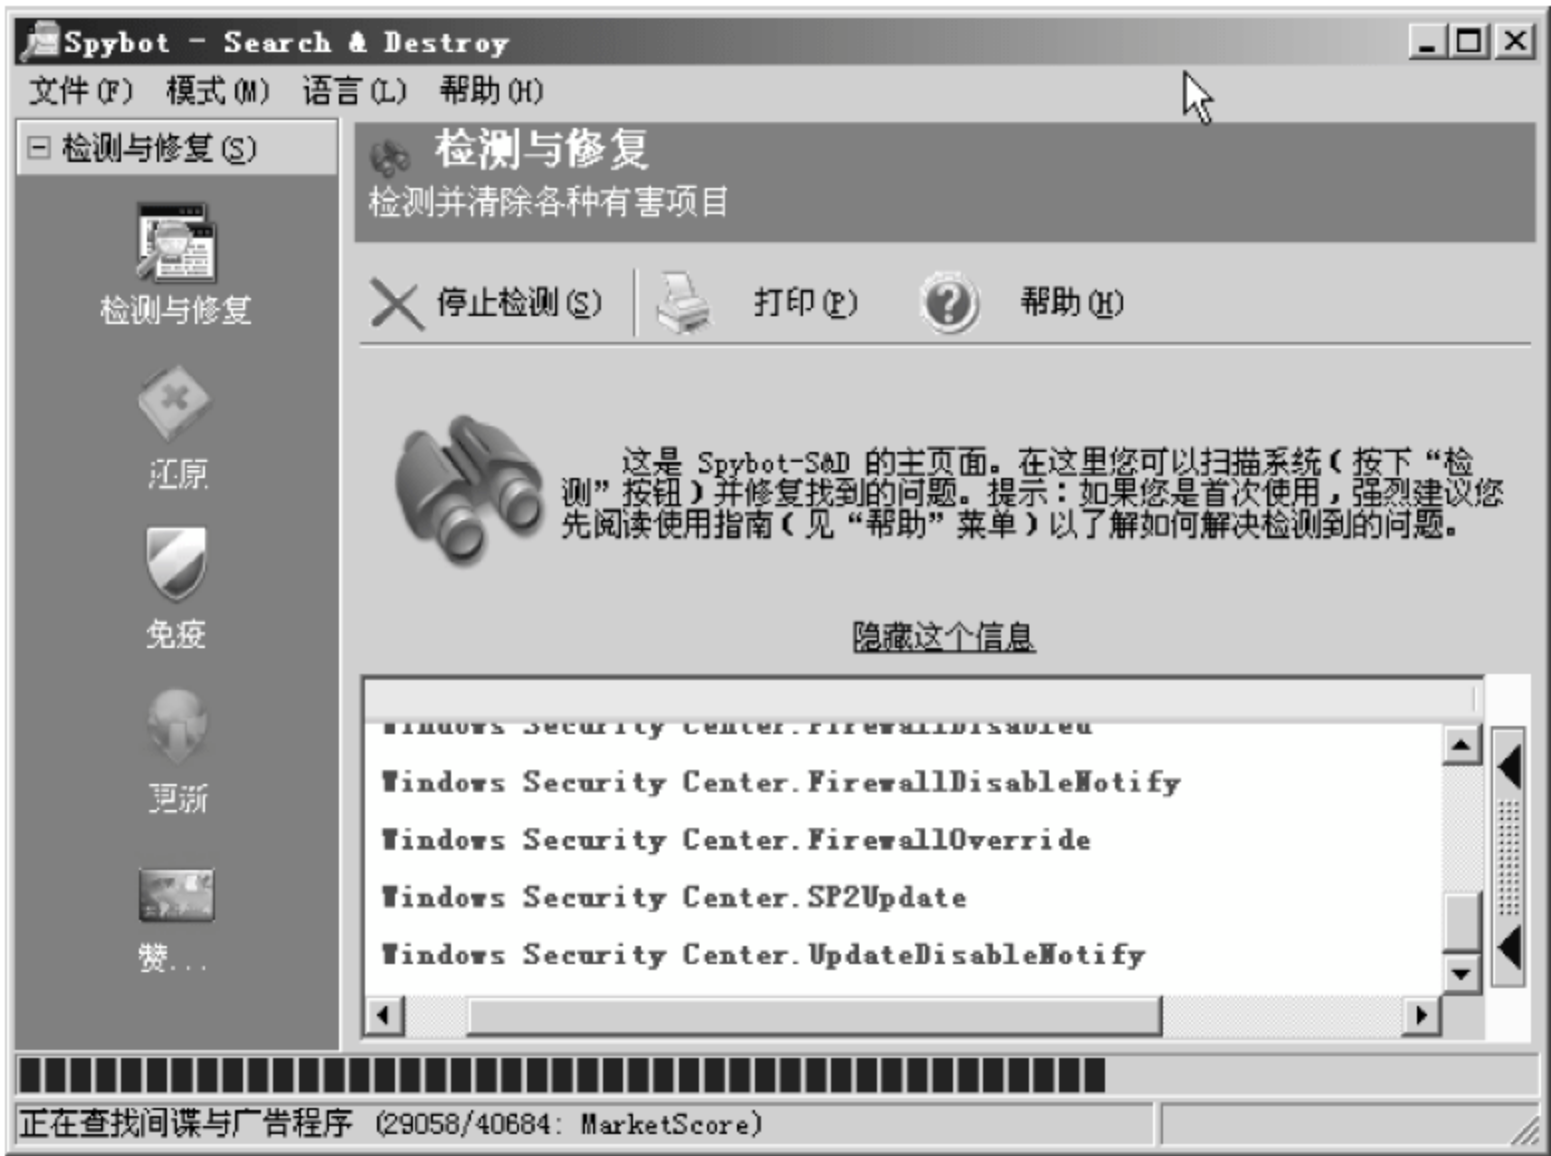 Spybot - Search & Destroy
文件(F) 模式(M) 语言(L) 帮助(H)
检测与修复(S)
检测与修复
还原
免疫
更新
赞...
检测与修复
检测并清除各种有害项目
停止检测(S) 打印(P) 帮助(H)
这是 Spybot-S&D 的主页面。在这里您可以扫描系统(按下“检
测”按钮)并修复找到的问题。提示:如果您是首次使用,强烈建议您
先阅读使用指南(见“帮助”菜单)以了解如何解决检测到的问题。
隐藏这个信息
Windows Security Center.FirewallDisabled
Windows Security Center.FirewallDisableNotify
Windows Security Center.FirewallOverride
Windows Security Center.SP2Update
Windows Security Center.UpdateDisableNotify
正在查找间谍与广告程序 (29058/40684: MarketScore)